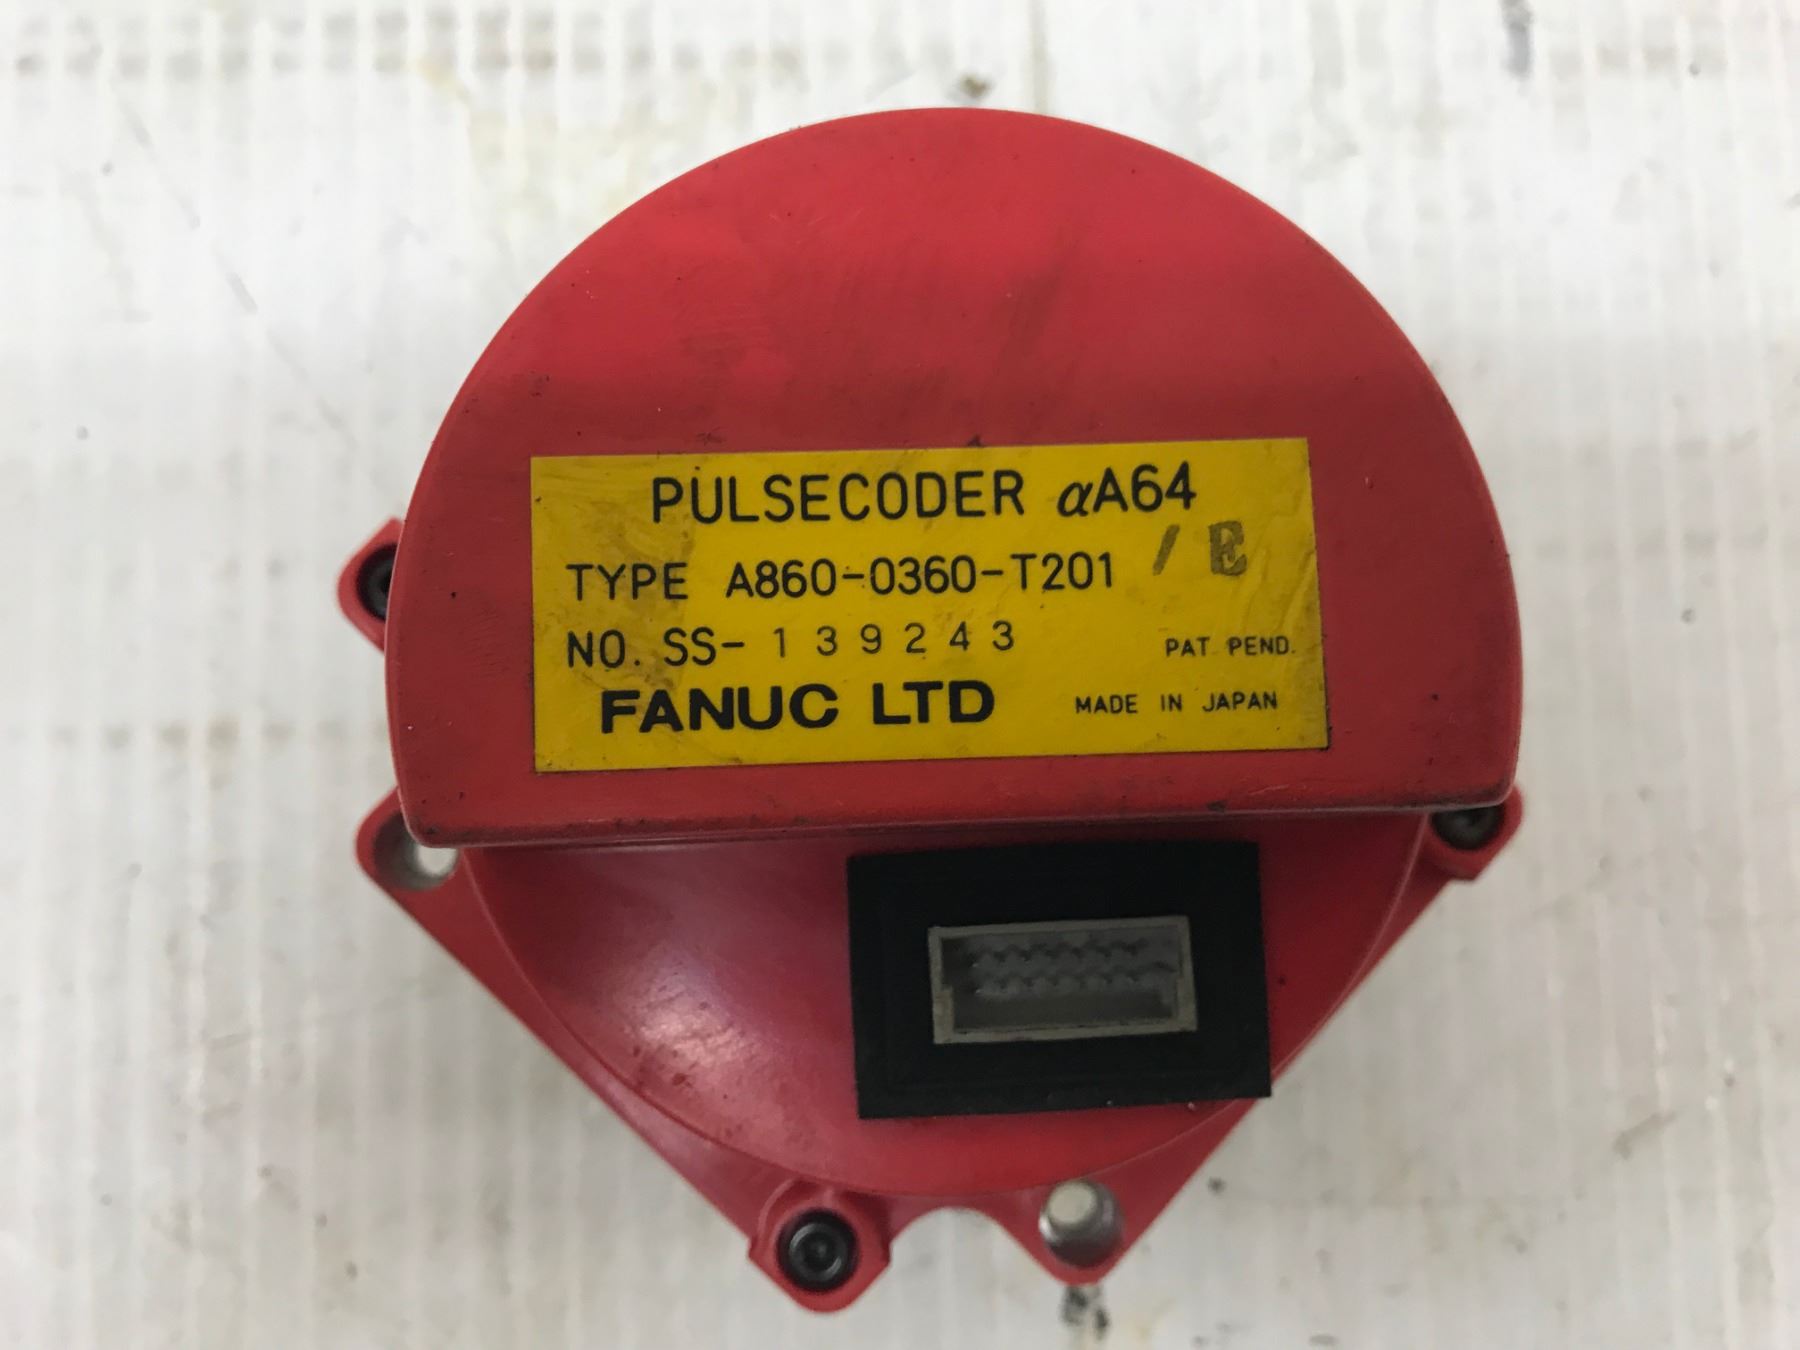 PULSECODER αA64
TYPE A860-0360-T201 /
NO. SS-139243 PAT PEND.
FANUC LTD MADE IN JAPAN